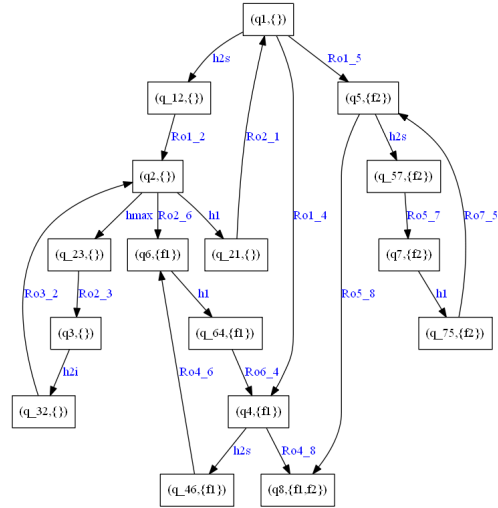 (q1,{})
h2s
Ro1_5
(q_12,{})
(q5,{f2})
Ro1_2
h2s
Ro2_1
(q2,{})
(q_57,{f2})
hmax
Ro2_6
h1
Ro1_4
Ro5_7
Ro7_5
(q_23,{})
(q6,{f1})
(q_21,{})
(q7,{f2})
Ro3_2
Ro2_3
h1
Ro5_8
h1
(q3,{})
(q_64,{f1})
(q_75,{f2})
h2i
Ro4_6
Ro6_4
(q_32,{})
(q4,{f1})
h2s
Ro4_8
(q_46,{f1})
(q8,{f1,f2})